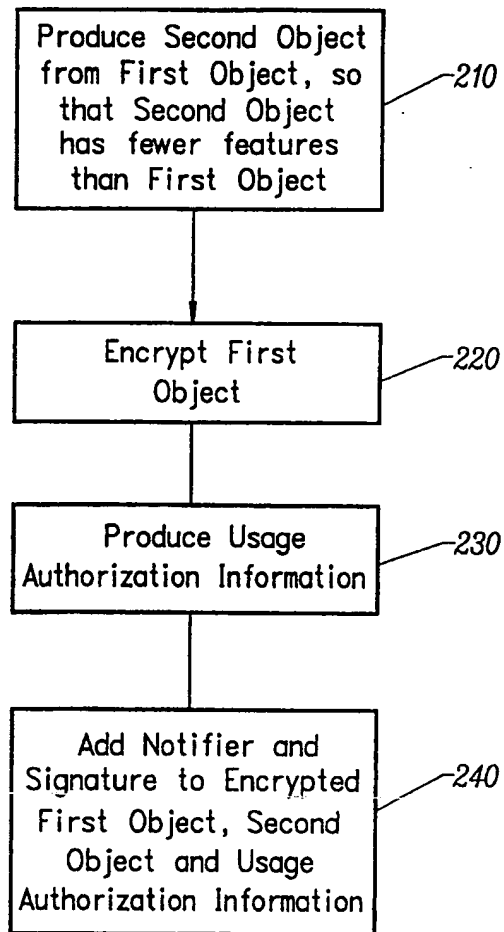 Produce Second Object
from First Object, so
that Second Object
has fewer features
than First Object
210
Encrypt First
Object
220
Produce Usage
Authorization Information
230
Add Notifier and
Signature to Encrypted
First Object, Second
Object and Usage
Authorization Information
240